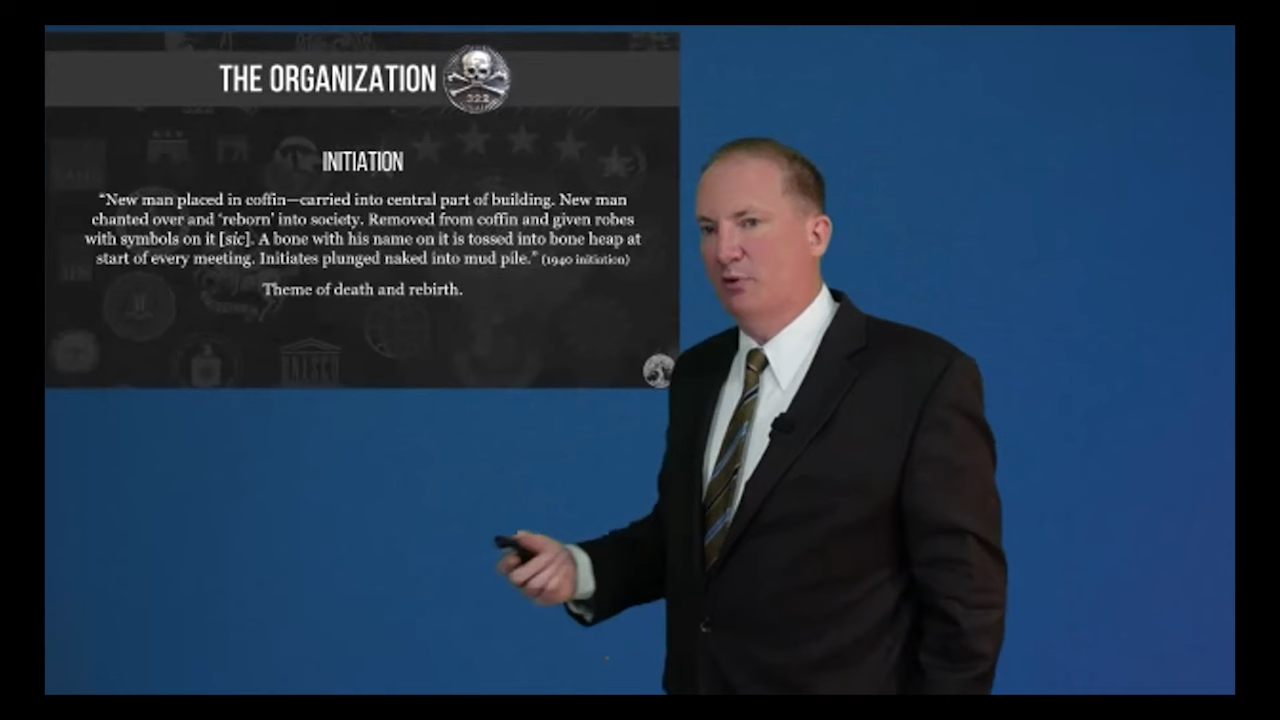 THE ORGANIZATION
322
INITIATION
“New man placed in coffin—carried into central part of building. New man
chanted over and ‘reborn’ into society. Removed from coffin and given robes
with symbols on it [sic]. A bone with his name on it is tossed into bone heap at
start of every meeting. Initiates plunged naked into mud pile.” (1940 initiation)
Theme of death and rebirth.
UNESCO